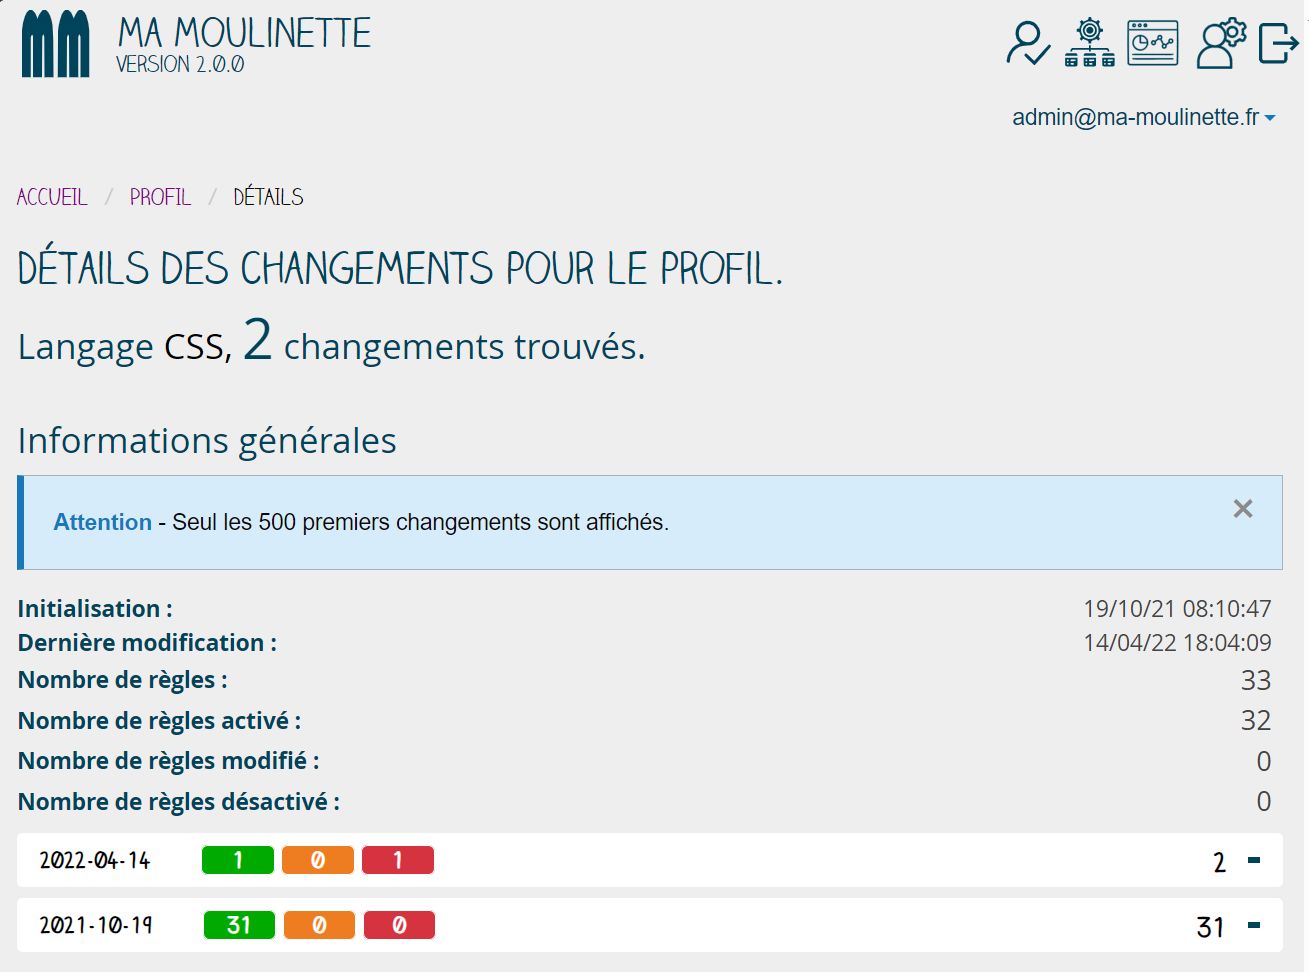 MA MOULINETTE
VERSION 2.0.0
admin@ma-moulinette.fr
ACCUEIL / PROFIL / DÉTAILS
DÉTAILS DES CHANGEMENTS POUR LE PROFIL.
Langage CSS, 2 changements trouvés.
Informations générales
Attention - Seul les 500 premiers changements sont affichés. ×
Initialisation : 19/10/21 08:10:47
Dernière modification : 14/04/22 18:04:09
Nombre de règles : 33
Nombre de règles activé : 32
Nombre de règles modifié : 0
Nombre de règles désactivé : 0
2022-04-14 1 0 1 2 -
2021-10-19 31 0 0 31 -